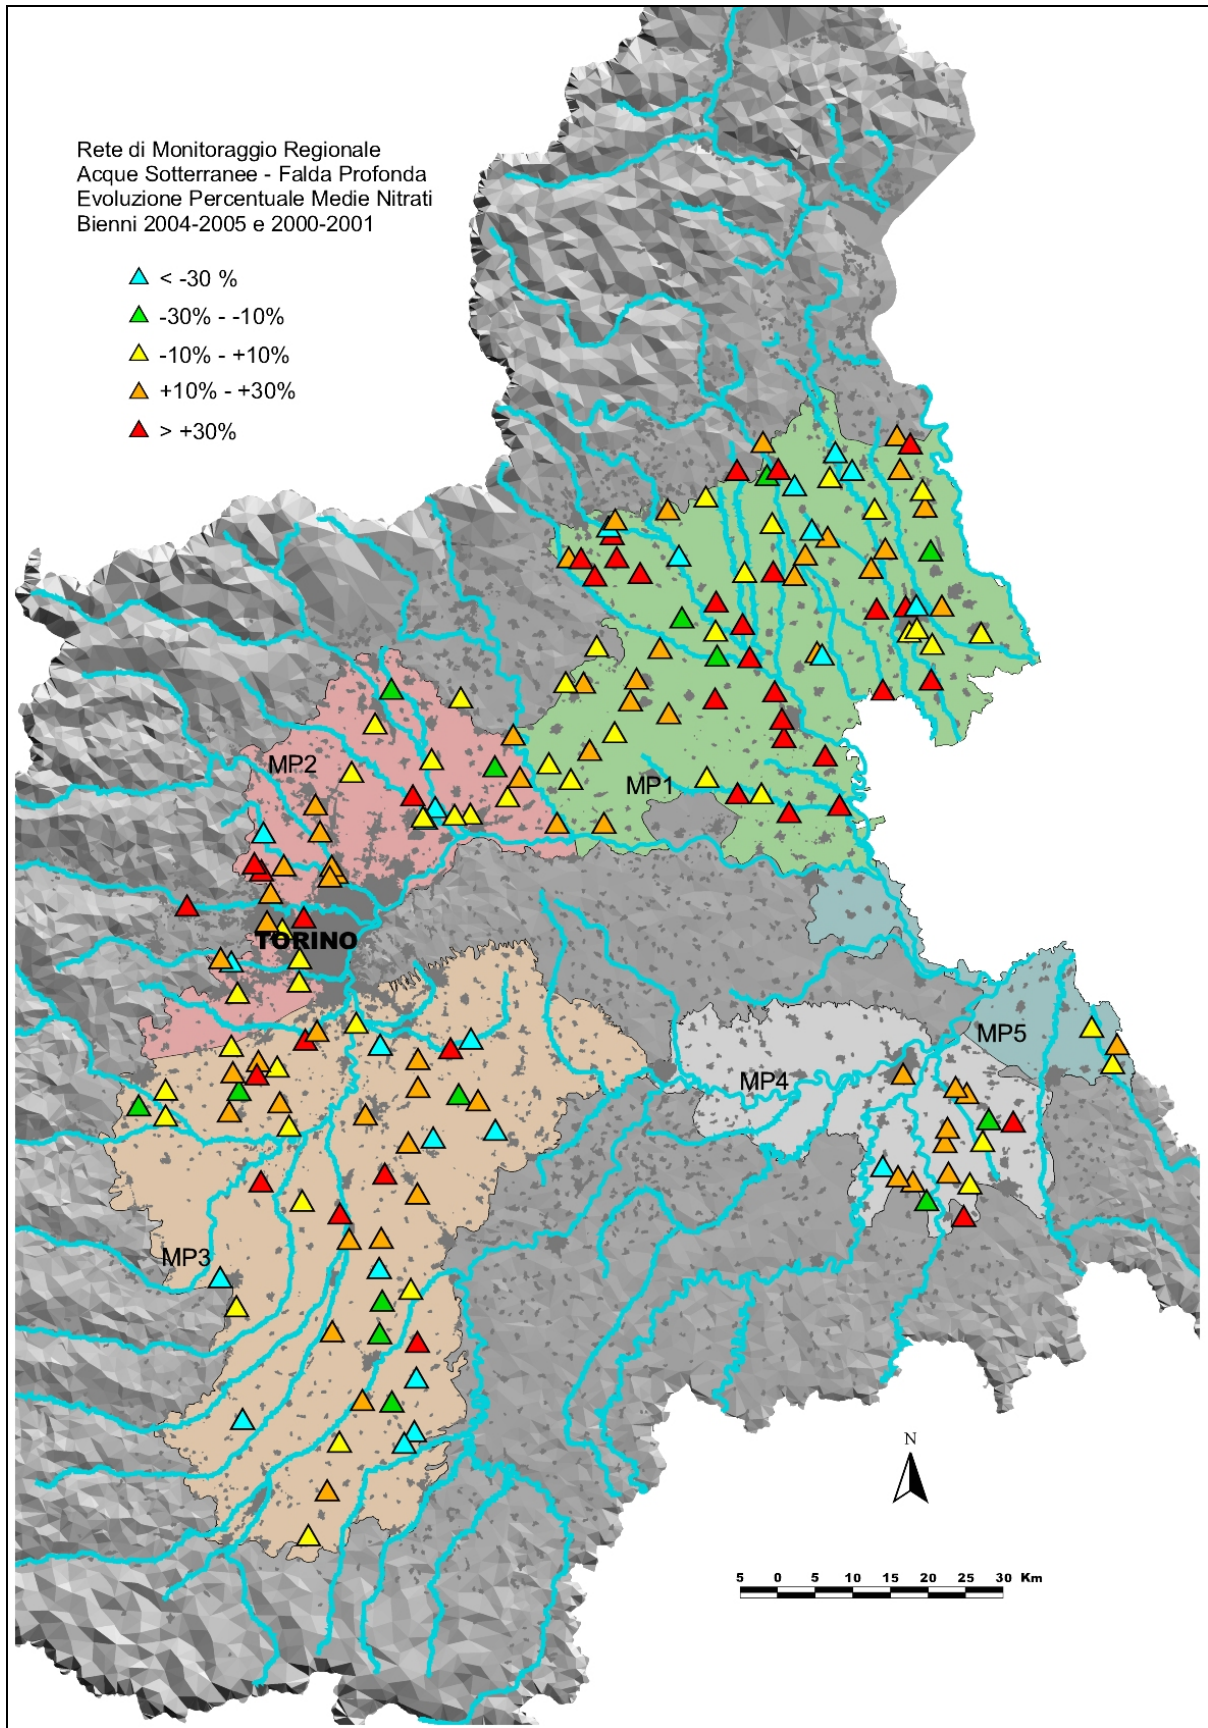 Rete di Monitoraggio Regionale
Acque Sotterranee - Falda Profonda
Evoluzione Percentuale Medie Nitrati
Bienni 2004-2005 e 2000-2001
< -30 %
-30% - -10%
-10% - +10%
+10% - +30%
> +30%
MP2
MP1
TORINO
MP5
MP4
MP3
N
5 0 5 10 15 20 25 30 Km